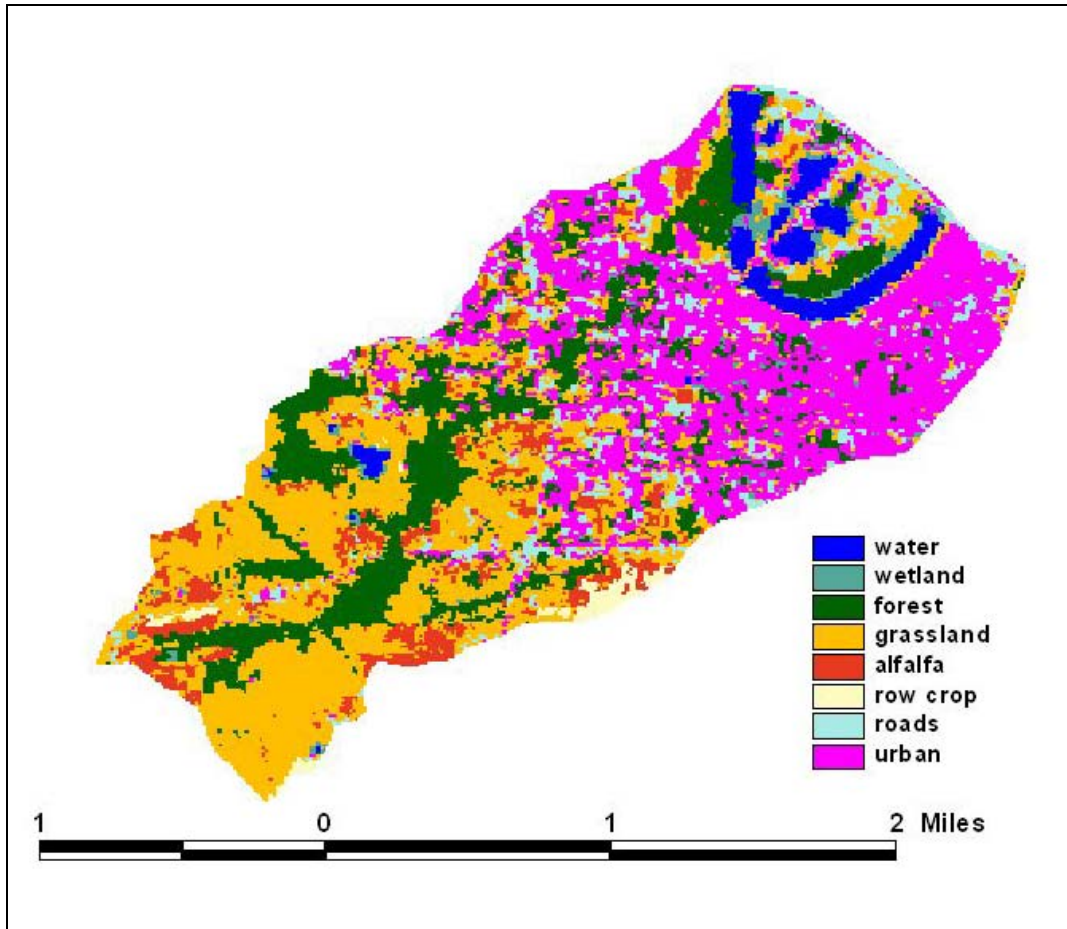 water
wetland
forest
grassland
alfalfa
row crop
roads
urban
1 0 1 2 Miles